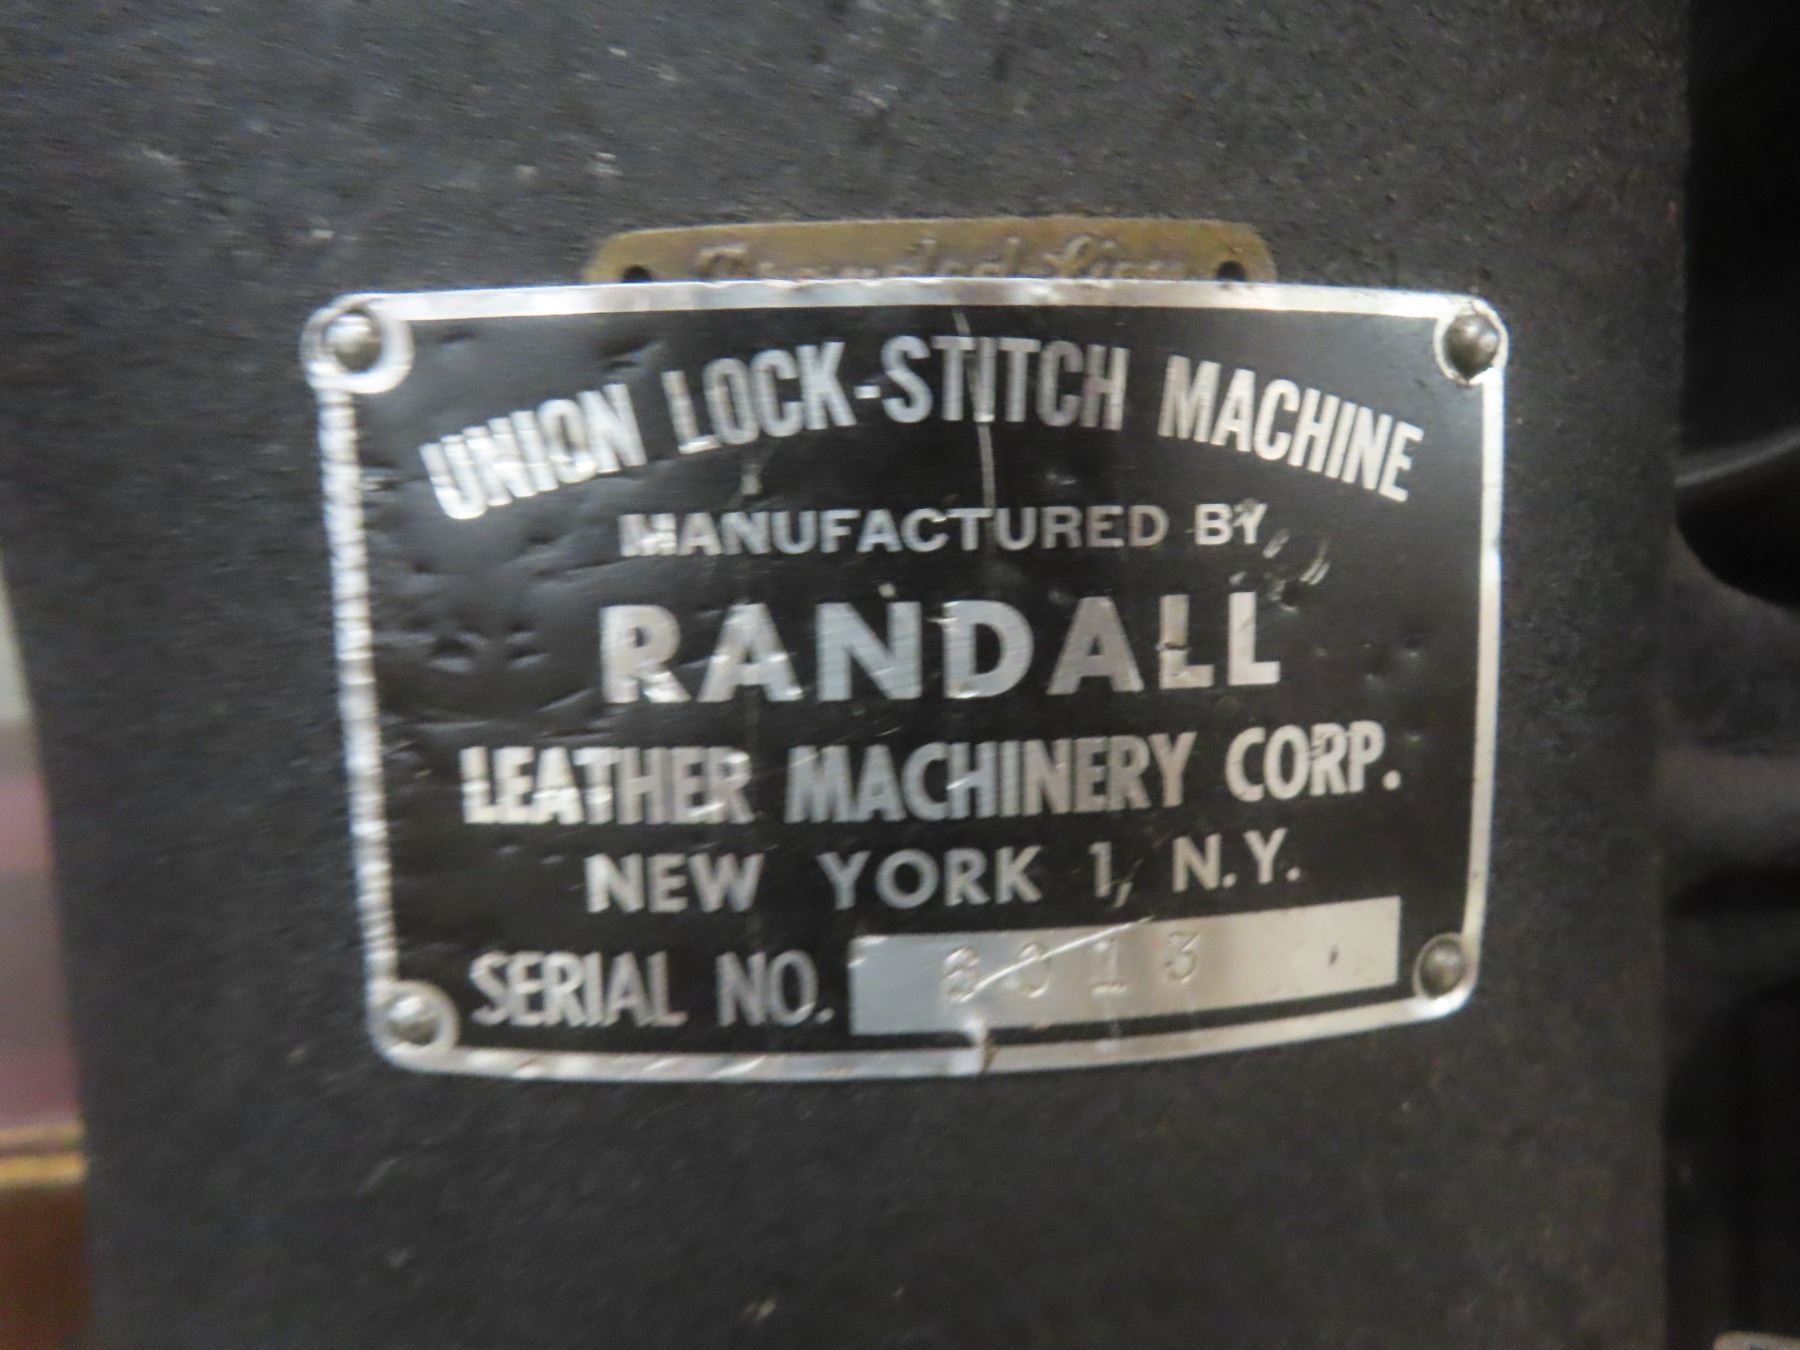 UNION LOCK-STITCH MACHINE
MANUFACTURED BY
RANDALL
LEATHER MACHINERY CORP.
NEW YORK 1, N.Y.
SERIAL NO.